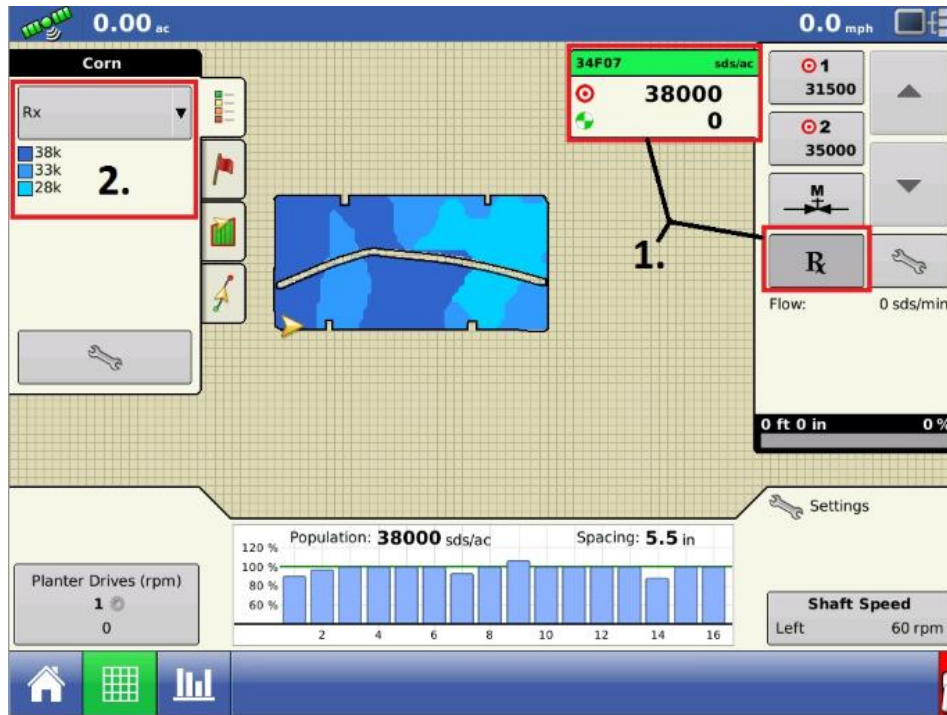 0.00 ac
0.0 mph
Corn
Rx
38k
33k
28k
2.
34F07 sds/ac
38000
0
1.
1
31500
2
35000
M
Rx
Flow: 0 sds/min
0 ft 0 in 0 %
Settings
Population: 38000 sds/ac Spacing: 5.5 in
120 %
100 %
80 %
60 %
2 4 6 8 10 12 14 16
Planter Drives (rpm)
1
0
Shaft Speed
Left 60 rpm